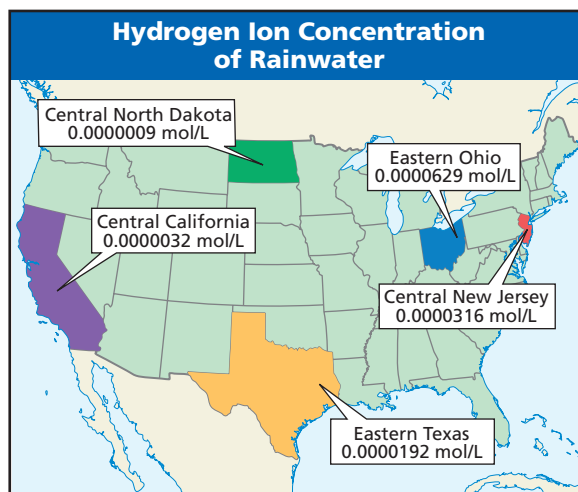 Hydrogen Ion Concentration
of Rainwater
Central North Dakota
0.0000009 mol/L
Eastern Ohio
0.0000629 mol/L
Central California
0.0000032 mol/L
Central New Jersey
0.0000316 mol/L
Eastern Texas
0.0000192 mol/L